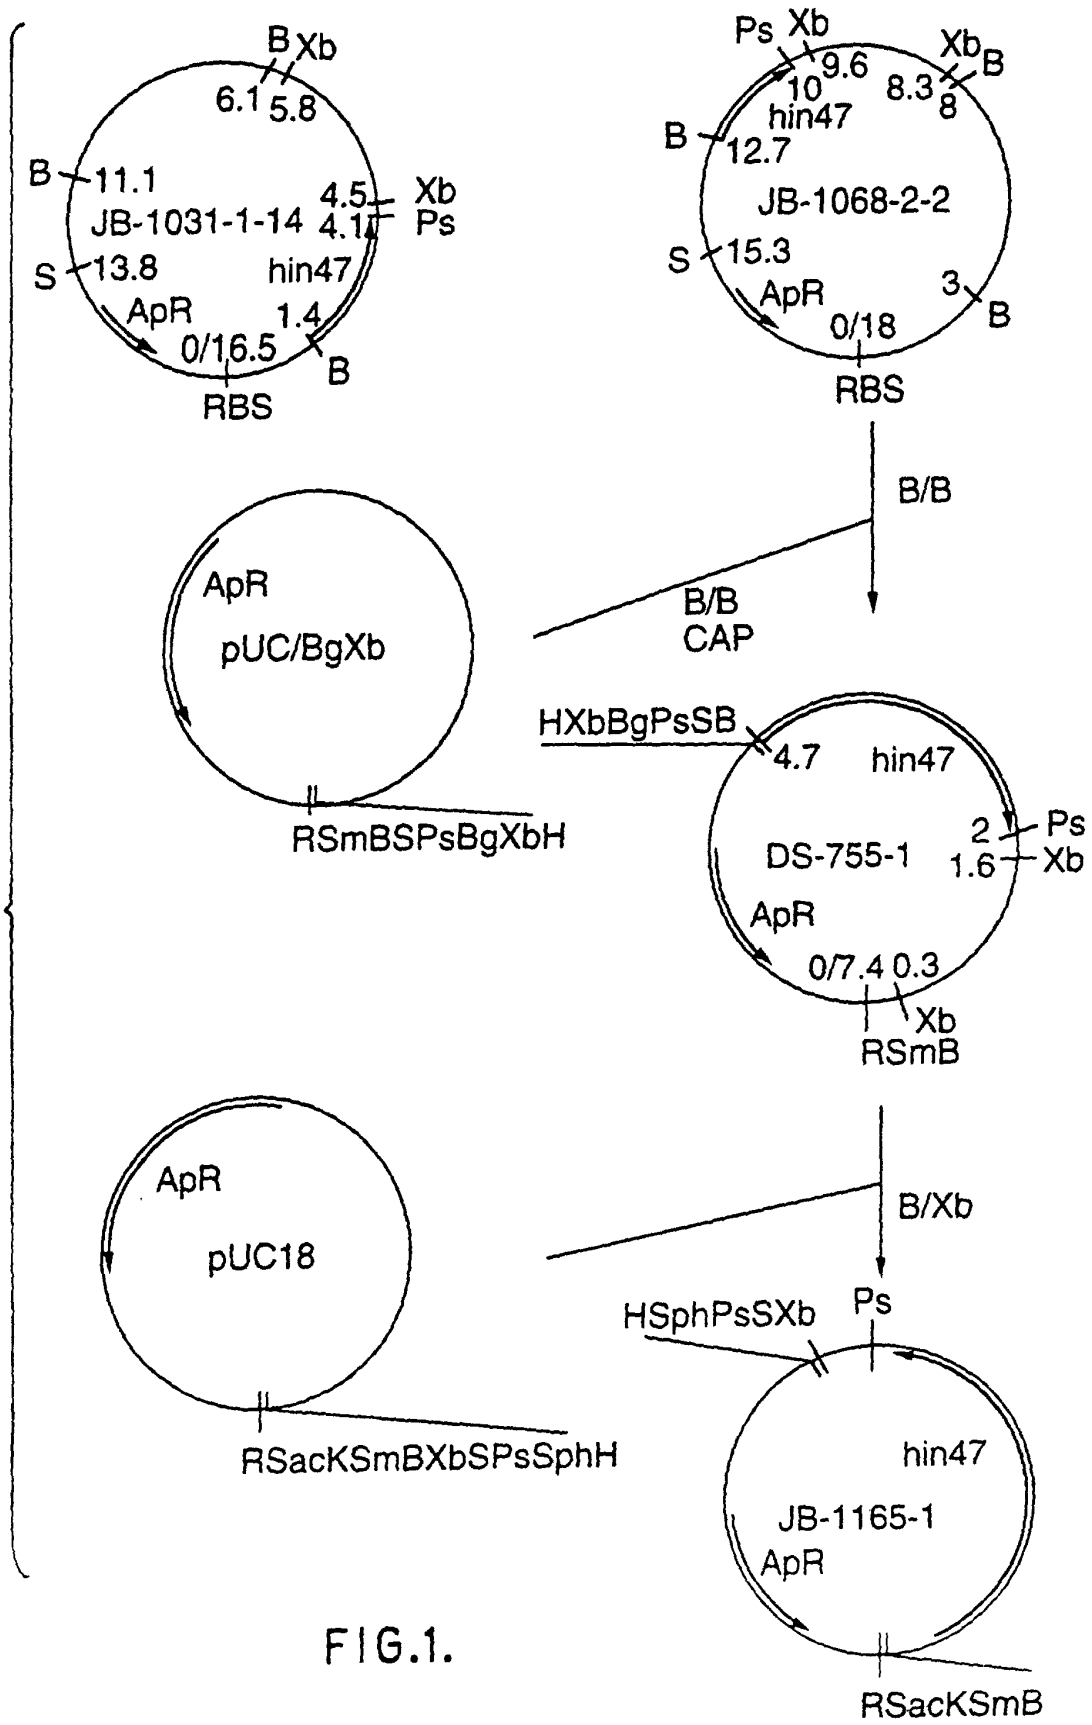 B Xb
6.1 5.8
B 11.1
4.5 Xb
JB-1031-1-14 4.1 Ps
S 13.8
hin47
ApR
1.4
0/16.5
B
RBS
Ps Xb
9.6
Xb B
10
8.3 8
hin47
B 12.7
JB-1068-2-2
S 15.3
3
ApR
B
0/18
RBS
B/B
ApR
B/B
CAP
pUC/BgXb
HXbBgPsSB
4.7 hin47
RSmBSPsBgXbH
2 Ps
DS-755-1 1.6 Xb
ApR
0/7.4 0.3
Xb
RSmB
ApR
B/Xb
pUC18
Ps
HSphPsSXb
RSacKSmBXbSPsSphH
hin47
JB-1165-1
ApR
FIG.1.
RSacKSmB